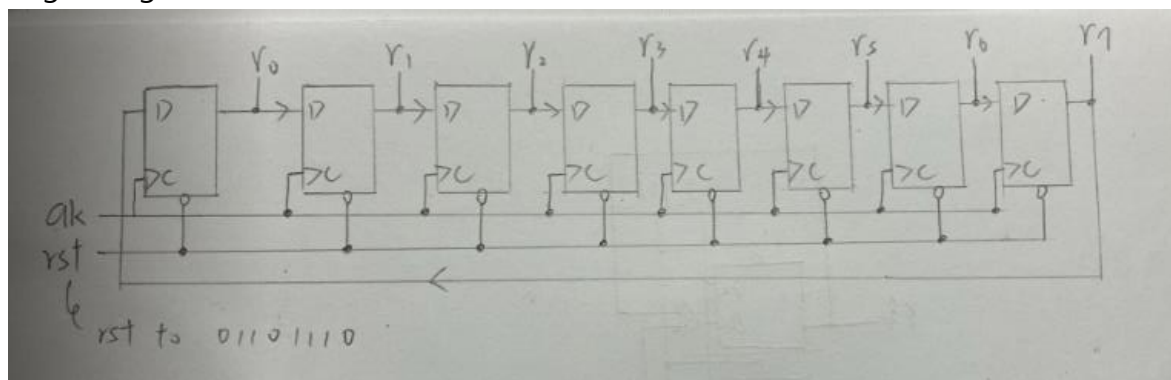 r0 r1 r2 r3 r4 r5 r6 r7
D D D D D D D D
C C C C C C C C
clk
rst
rst to 01101110